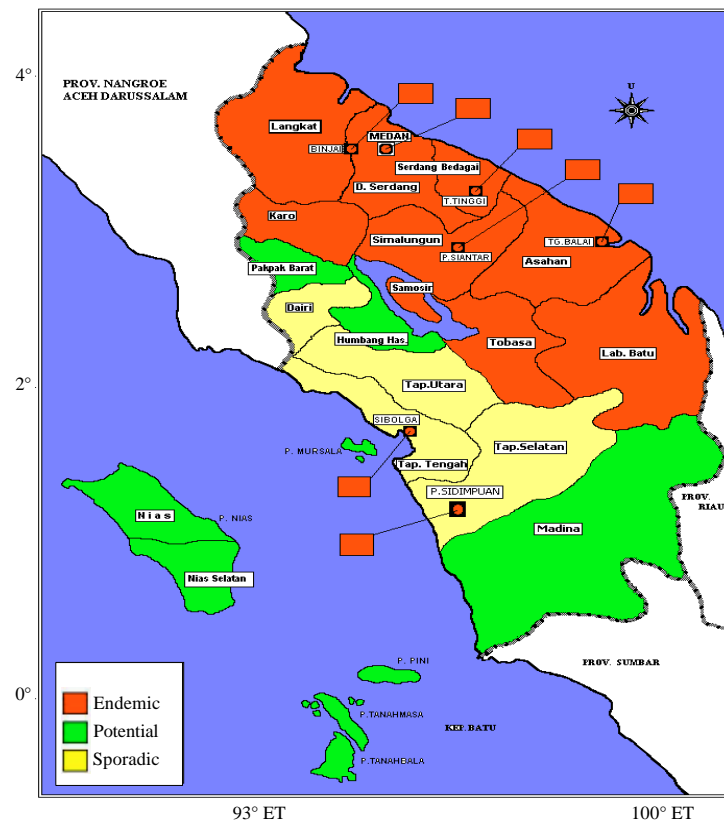 4°
PROV. NANGROE
ACEH DARUSSALAM
U
Langkat
MEDAN
BINJAI
Serdang Bedagai
D. Serdang
T.TINGGI
Karo
Simalungun
P.SIANTAR
TG.BALAI
Asahan
Pakpak Barat
Samosir
Dairi
Humbang Has.
Tobasa
Lab. Batu
2°
Tap.Utara
SIBOLGA
P. MURSALA
Tap.Selatan
Tap. Tengah
P.SIDIMPUAN
PROV.
RIAU
Nias
P. NIAS
Madina
Nias Selatan
P. PINI
PROV. SUMBAR
0°
P.TANAHMASA
KEP.BATU
P.TANAHBALA
Endemic
Potential
Sporadic
93° ET
100° ET